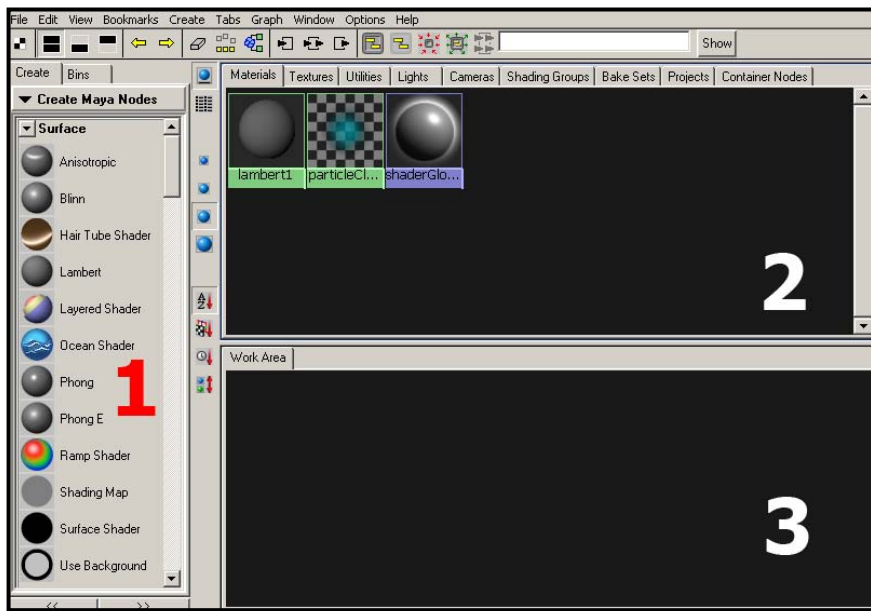 File Edit View Bookmarks Create Tabs Graph Window Options Help
Show
Create Bins
Create Maya Nodes
Surface
Anisotropic
Blinn
Hair Tube Shader
Lambert
Layered Shader
Ocean Shader
Phong
Phong E
Ramp Shader
Shading Map
Surface Shader
Use Background
<< >>
1
A
Z
Materials Textures Utilities Lights Cameras Shading Groups Bake Sets Projects Container Nodes
lambert1 particleCl... shaderGlo...
2
Work Area
3